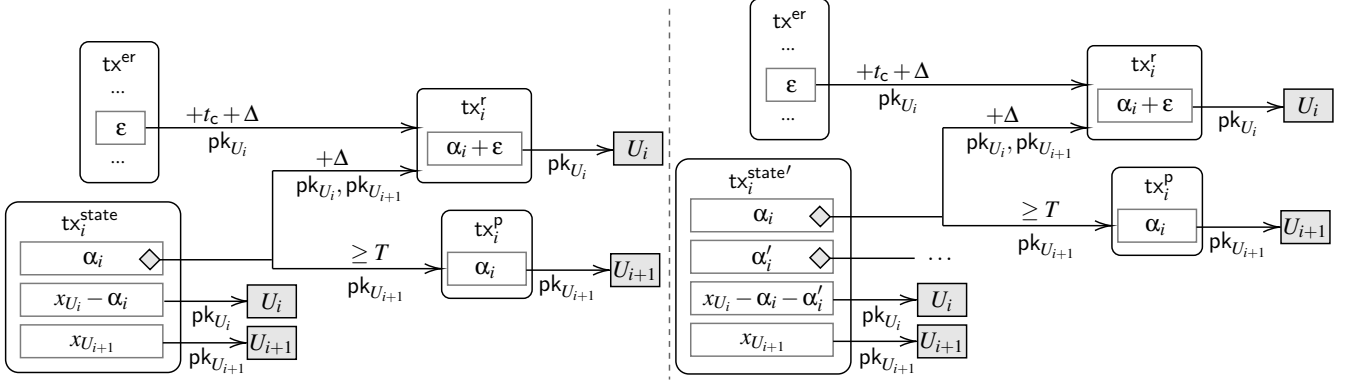 tx^er
...
ε
...
+t_c + Δ
pk_{U_i}
tx_i^r
α_i + ε
pk_{U_i}
U_i
+Δ
pk_{U_i}, pk_{U_{i+1}}
tx_i^state
α_i
≥ T
pk_{U_{i+1}}
tx_i^p
α_i
pk_{U_{i+1}}
U_{i+1}
x_{U_i} − α_i
pk_{U_i}
U_i
x_{U_{i+1}}
pk_{U_{i+1}}
U_{i+1}
tx^er
...
ε
...
+t_c + Δ
pk_{U_i}
tx_i^r
α_i + ε
pk_{U_i}
U_i
+Δ
pk_{U_i}, pk_{U_{i+1}}
tx_i^state′
α_i
≥ T
pk_{U_{i+1}}
tx_i^p
α_i
pk_{U_{i+1}}
U_{i+1}
α_i′
...
x_{U_i} − α_i − α_i′
pk_{U_i}
U_i
x_{U_{i+1}}
pk_{U_{i+1}}
U_{i+1}